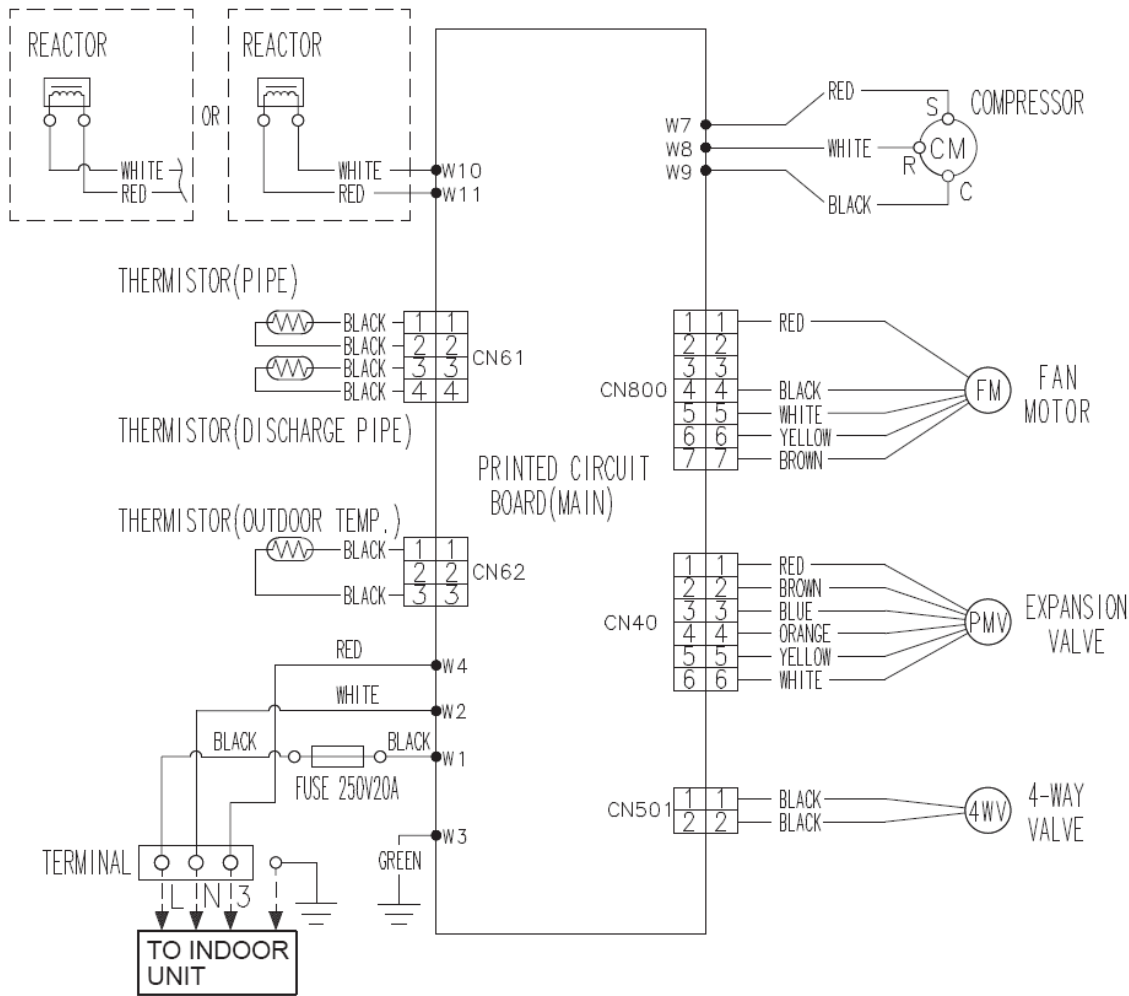 REACTOR
WHITE
RED
OR
REACTOR
WHITE
RED
W10
W11
THERMISTOR(PIPE)
BLACK 1 1
BLACK 2 2
BLACK 3 3
BLACK 4 4
CN61
THERMISTOR(DISCHARGE PIPE)
THERMISTOR(OUTDOOR TEMP.)
BLACK 1 1
2 2
BLACK 3 3
CN62
RED
W4
WHITE
W2
BLACK
BLACK
W1
FUSE 250V20A
W3
GREEN
TERMINAL
L N 3
TO INDOOR
UNIT
PRINTED CIRCUIT
BOARD(MAIN)
W7
W8
W9
RED
WHITE
BLACK
S
R
C
CM
COMPRESSOR
CN800
1 1 RED
2 2
3 3
4 4 BLACK
5 5 WHITE
6 6 YELLOW
7 7 BROWN
FM
FAN
MOTOR
CN40
1 1 RED
2 2 BROWN
3 3 BLUE
4 4 ORANGE
5 5 YELLOW
6 6 WHITE
PMV
EXPANSION
VALVE
CN501
1 1 BLACK
2 2 BLACK
4WV
4-WAY
VALVE